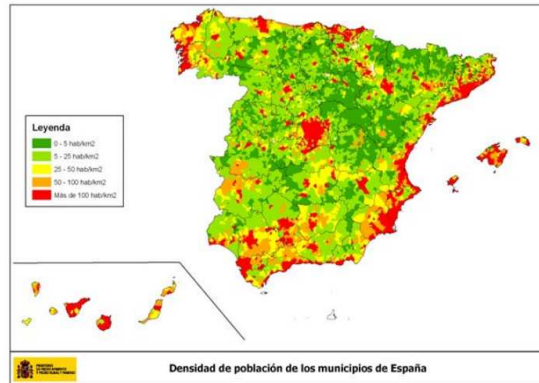 Leyenda
0 - 5 hab/km2
5 - 25 hab/km2
25 - 50 hab/km2
50 - 100 hab/km2
Más de 100 hab/km2
Densidad de población de los municipios de España